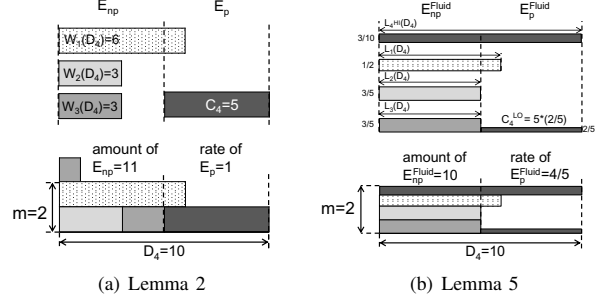 E_np E_p
W_1(D_4)=6
W_2(D_4)=3
W_3(D_4)=3 C_4=5
amount of rate of
E_np=11 E_p=1
m=2
D_4=10
(a) Lemma 2
E_np^Fluid E_p^Fluid
L_4^HI(D_4)
3/10
L_1(D_4)
1/2
L_2(D_4)
3/5
L_3(D_4)
3/5 C_4^LO = 5*(2/5) 2/5
amount of rate of
E_np^Fluid=10 E_p^Fluid=4/5
m=2
D_4=10
(b) Lemma 5